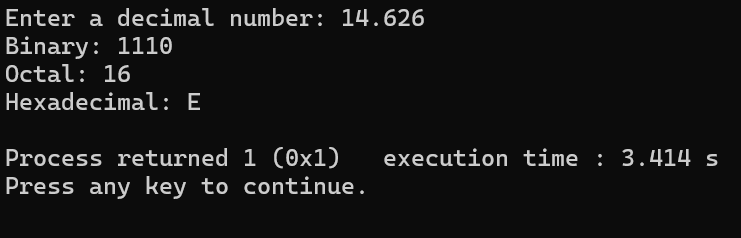 Enter a decimal number: 14.626
Binary: 1110
Octal: 16
Hexadecimal: E
Process returned 1 (0x1)   execution time : 3.414 s
Press any key to continue.